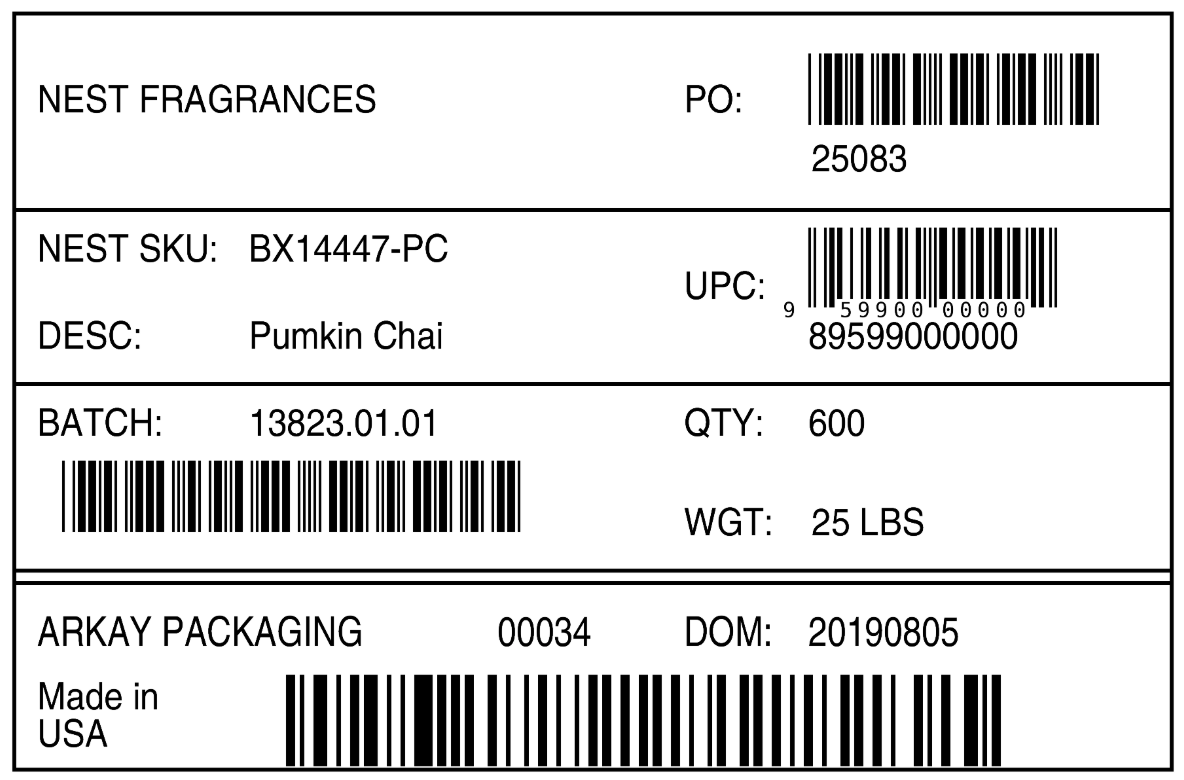 NEST FRAGRANCES PO:
25083
NEST SKU: BX14447-PC
UPC:
9 59900 00000
89599000000
DESC: Pumkin Chai
BATCH: 13823.01.01 QTY: 600
WGT: 25 LBS
ARKAY PACKAGING 00034 DOM: 20190805
Made in
USA